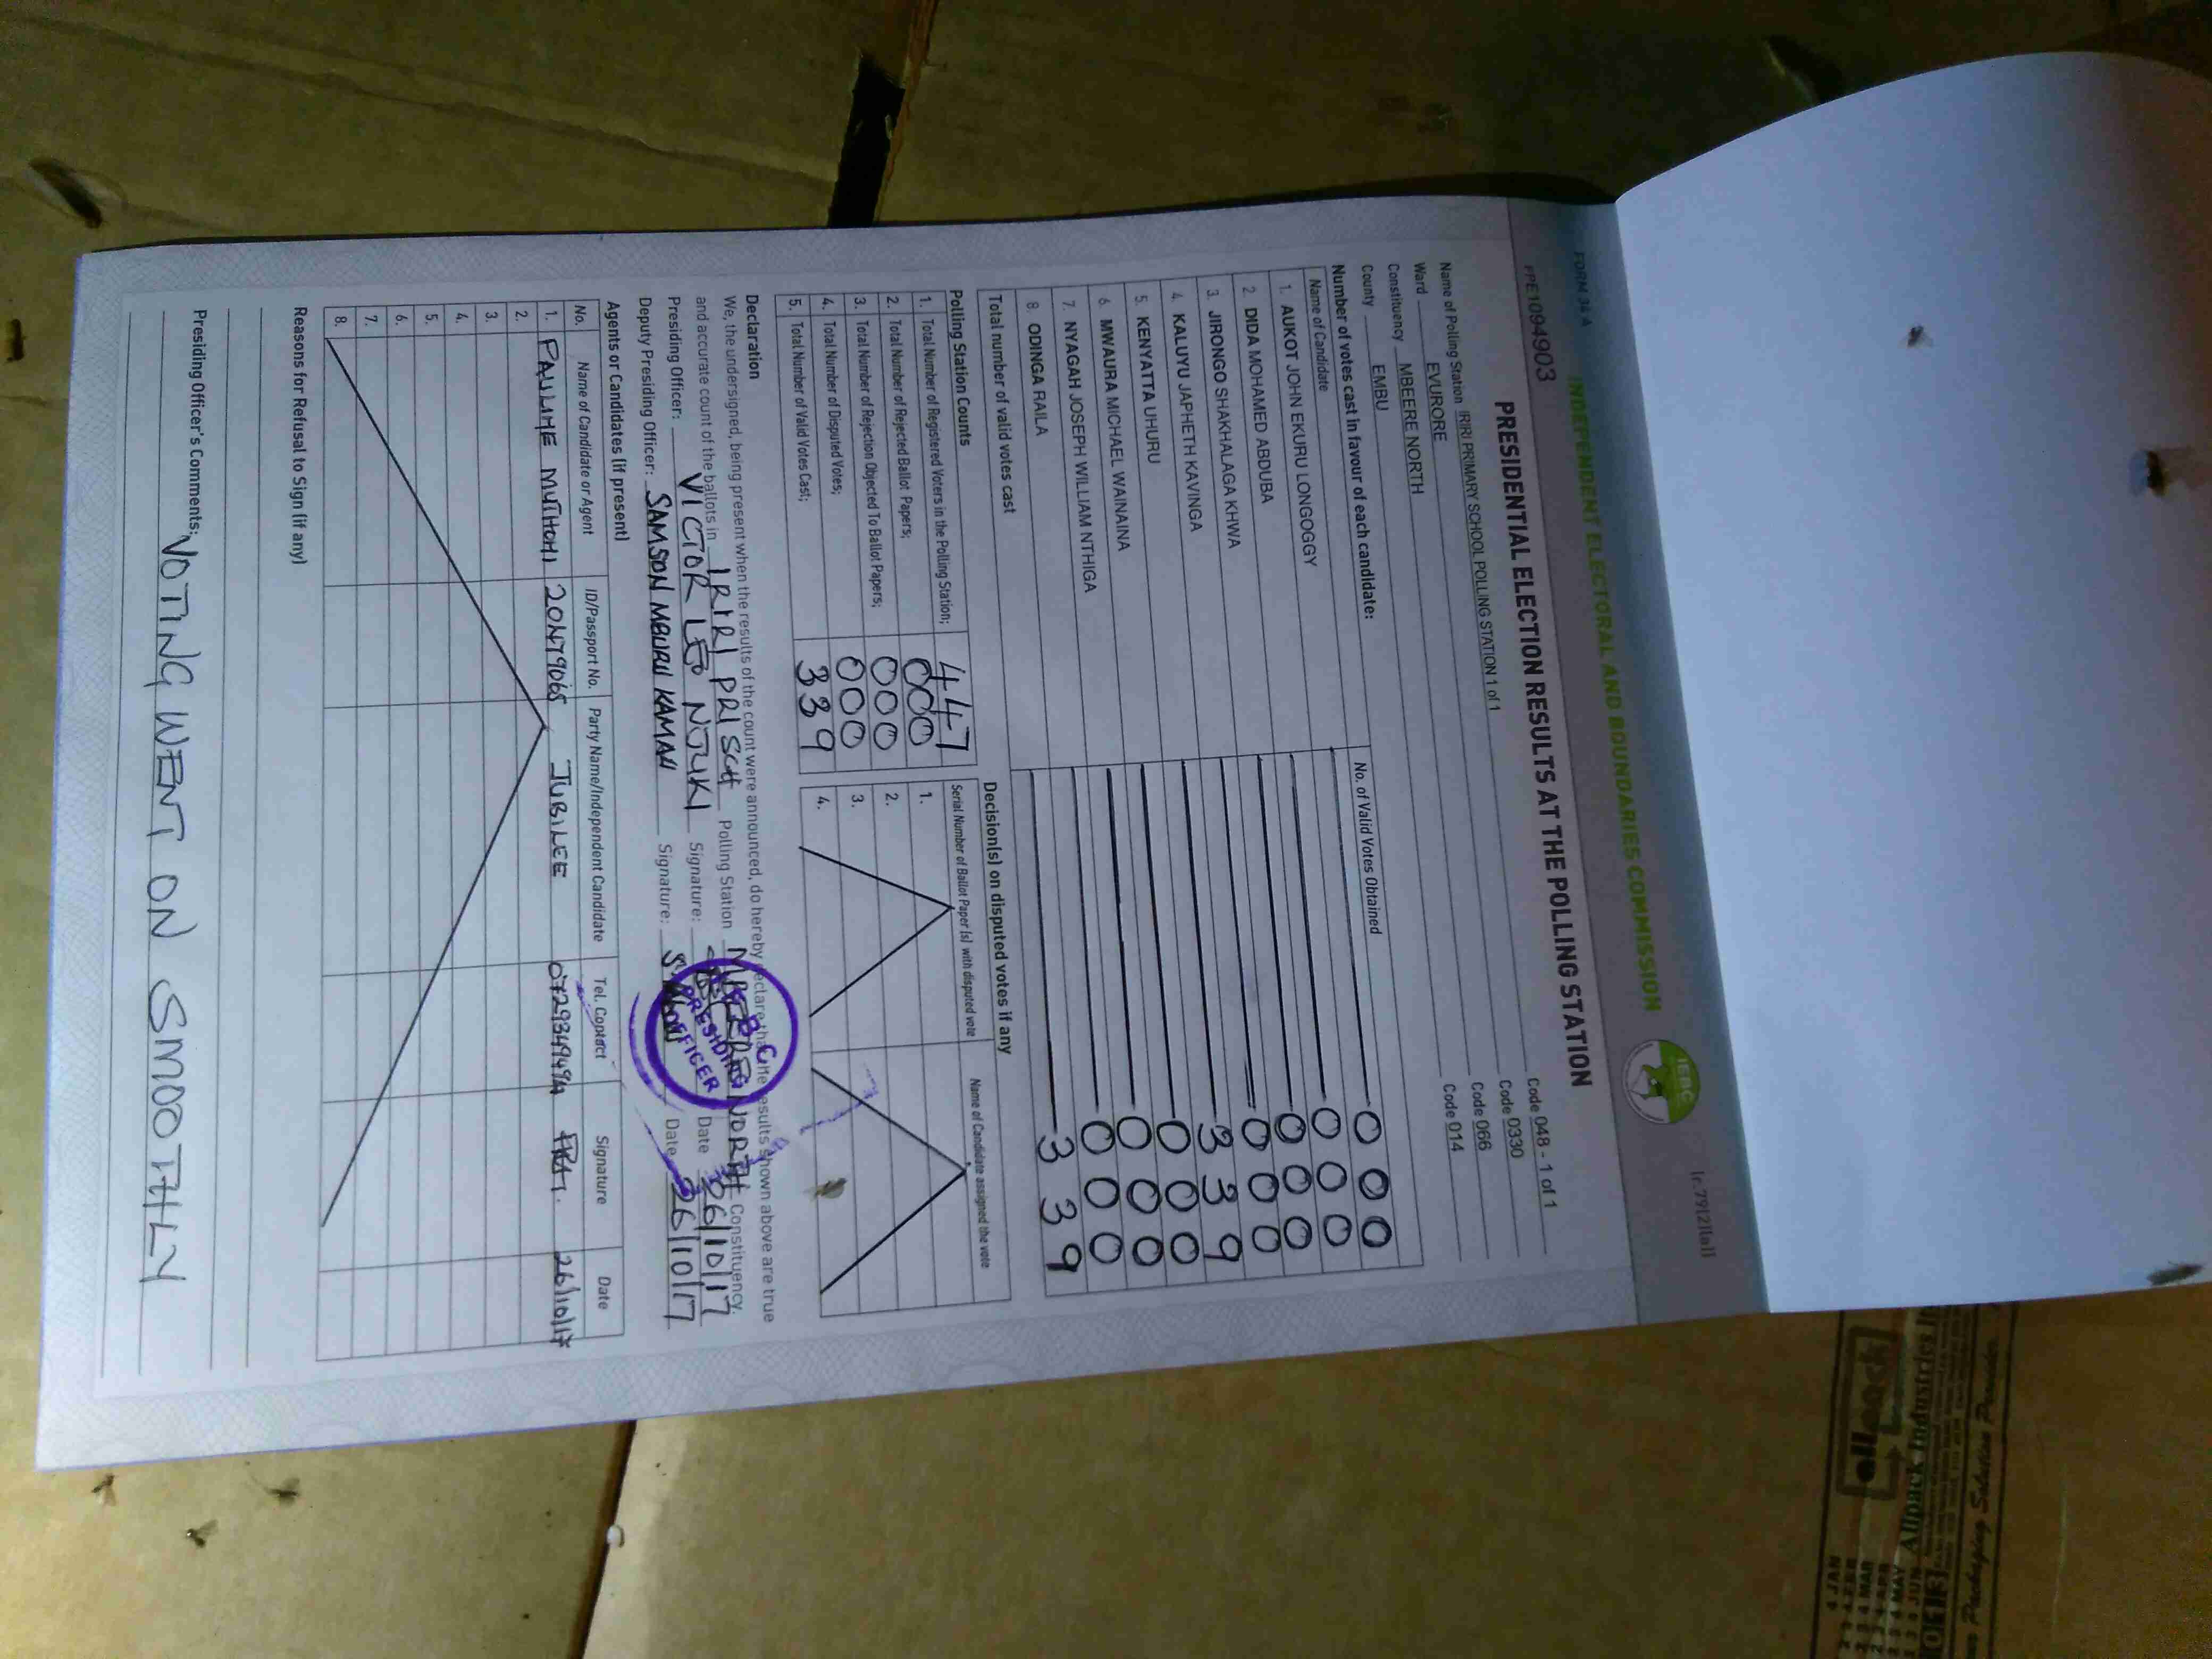 FORM 34 A
1r.79(2)(a)
INDEPENDENT ELECTORAL AND BOUNDARIES COMMISSION
IEBC
PPE1094903
PRESIDENTIAL ELECTION RESULTS AT THE POLLING STATION
Name of Polling Station IRIRI PRIMARY SCHOOL POLLING STATION 1 of 1 Code 048 - 1 of 1
Ward EVURORE Code 0330
Constituency MBEERE NORTH Code 066
County EMBU Code 014
Number of votes cast in favour of each candidate:
Name of Candidate No. of Valid Votes Obtained
1. AUKOT JOHN EKURU LONGOGGY 000
2. DIDA MOHAMED ABDUBA 000
3. JIRONGO SHAKHALAGA KHWA 000
4. KALUYU JAPHETH KAVINGA 000
5. KENYATTA UHURU 339
6. MWAURA MICHAEL WAINAINA 000
7. NYAGAH JOSEPH WILLIAM NTHIGA 000
8. ODINGA RAILA 000
Total number of valid votes cast 339
Polling Station Counts
1. Total Number of Registered Voters in the Polling Station; 447
2. Total Number of Rejected Ballot Papers; 000
3. Total Number of Rejection Objected To Ballot Papers; 000
4. Total Number of Disputed Votes; 000
5. Total Number of Valid Votes Cast; 339
Decision(s) on disputed votes if any
Serial Number of Ballot Paper (s) with disputed vote Name of Candidate assigned the vote
1.
2.
3.
4.
Declaration
We, the undersigned, being present when the results of the count were announced, do hereby declare that the results shown above are true
and accurate count of the ballots in IRIRI PRI SCH Polling Station MBEERE NORTH Constituency.
Presiding Officer: VICTOR LEO NJUKI Signature: Date 26/10/17
Deputy Presiding Officer: SAMSON MBURU KAMAU Signature: Date 26/10/17
PRESIDING OFFICER
Agents or Candidates (if present)
No. Name of Candidate or Agent ID/Passport No. Party Name/Independent Candidate Tel. Contact Signature Date
1. PAULINE MUTHONI JUBILEE 26/10/17
2.
3.
4.
5.
6.
7.
8.
Reasons for Refusal to Sign (if any)
Presiding Officer's Comments;
VOTING WENT ON SMOOTHLY